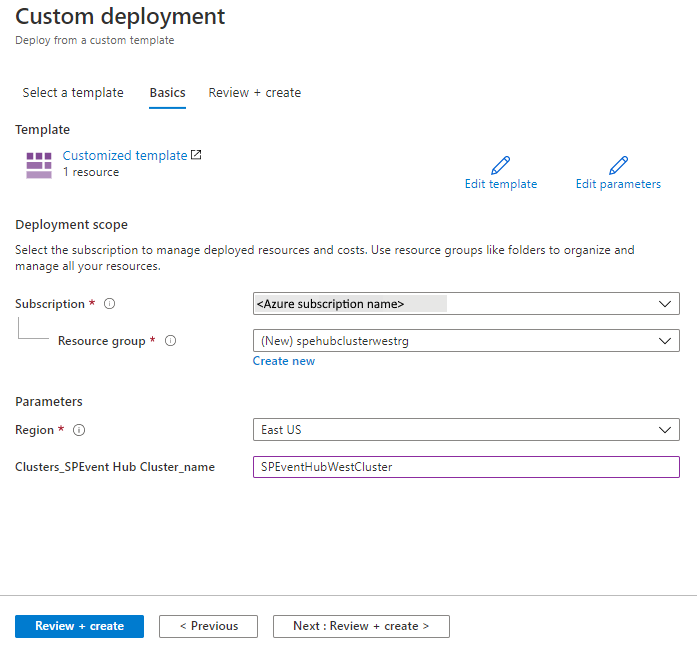 Custom deployment
Deploy from a custom template
Select a template Basics Review + create
Template
Customized template
1 resource
Edit template Edit parameters
Deployment scope
Select the subscription to manage deployed resources and costs. Use resource groups like folders to organize and
manage all your resources.
Subscription * <Azure subscription name>
Resource group * (New) spehubclusterwestrg
Create new
Parameters
Region * East US
Clusters_SPEvent Hub Cluster_name SPEventHubWestCluster
Review + create < Previous Next : Review + create >